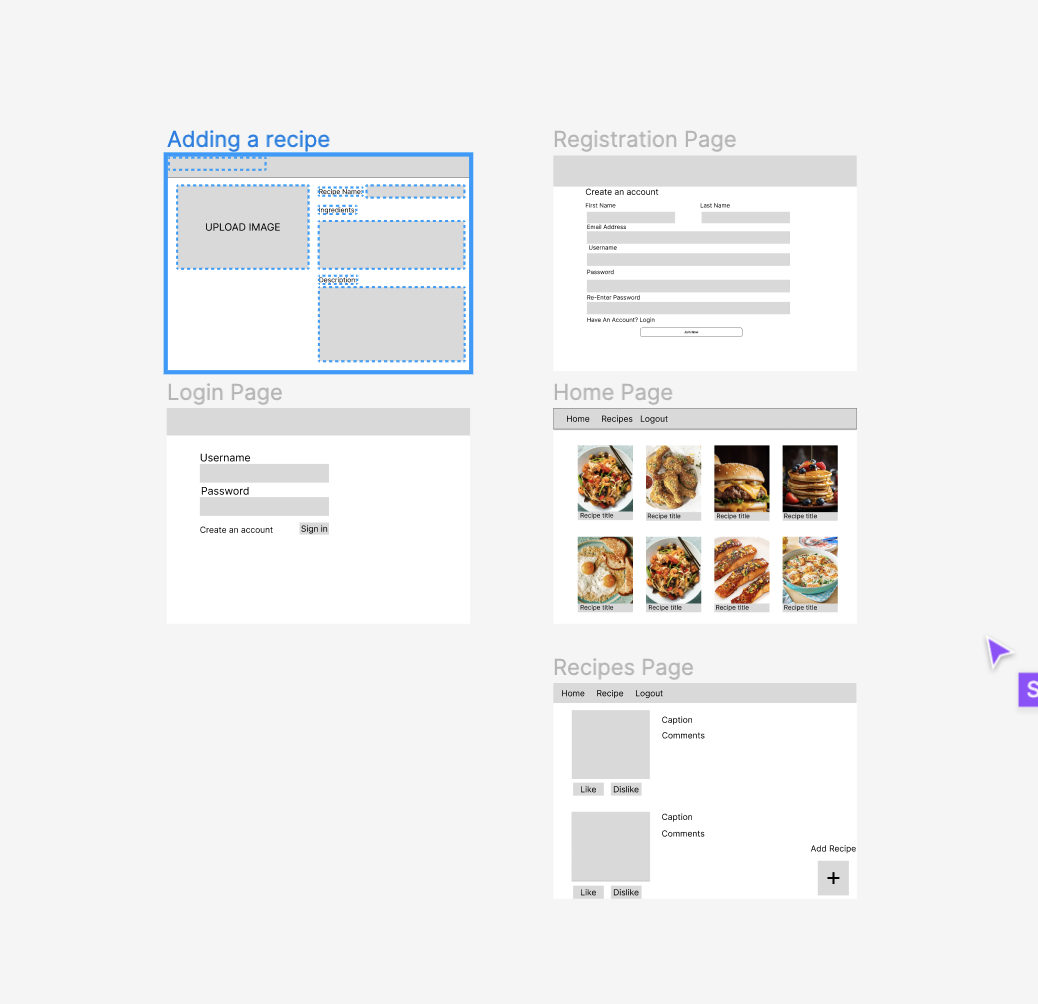 Adding a recipe
Recipe Name:
UPLOAD IMAGE
Ingredients:
Description:
Registration Page
Create an account
First Name
Last Name
Email Address
Username
Password
Re-Enter Password
Have An Account? Login
Join Now
Login Page
Username
Password
Create an account
Sign in
Home Page
Home Recipes Logout
Recipe title Recipe title Recipe title Recipe title
Recipe title Recipe title Recipe title Recipe title
Recipes Page
Home Recipe Logout
Caption
Comments
Like Dislike
Caption
Comments
Add Recipe
+
Like Dislike
S